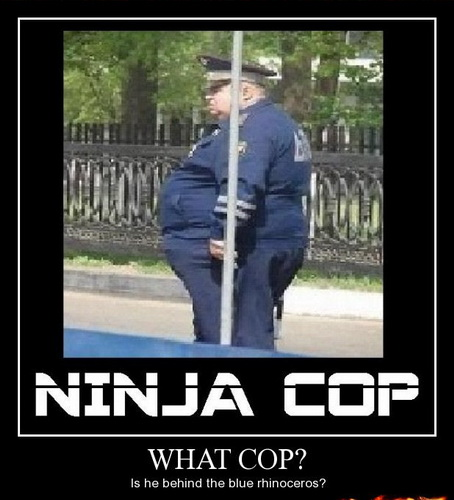 NINJA COP
WHAT COP?
Is he behind the blue rhinoceros?